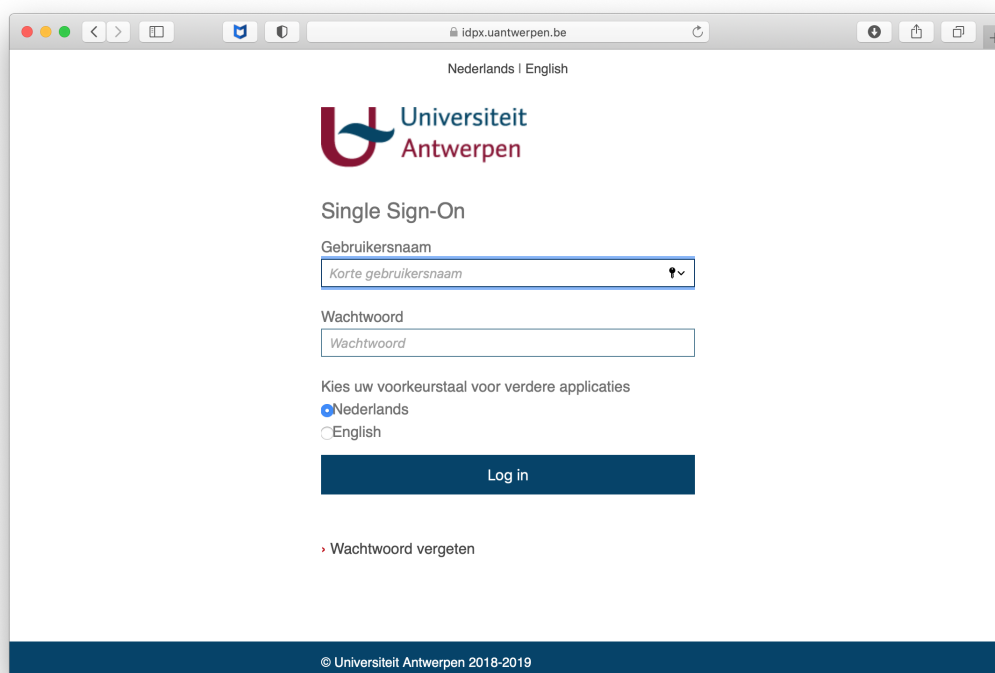 idpx.uantwerpen.be
Nederlands | English
Universiteit
Antwerpen
Single Sign-On
Gebruikersnaam
Korte gebruikersnaam
Wachtwoord
Wachtwoord
Kies uw voorkeurstaal voor verdere applicaties
Nederlands
English
Log in
› Wachtwoord vergeten
© Universiteit Antwerpen 2018-2019